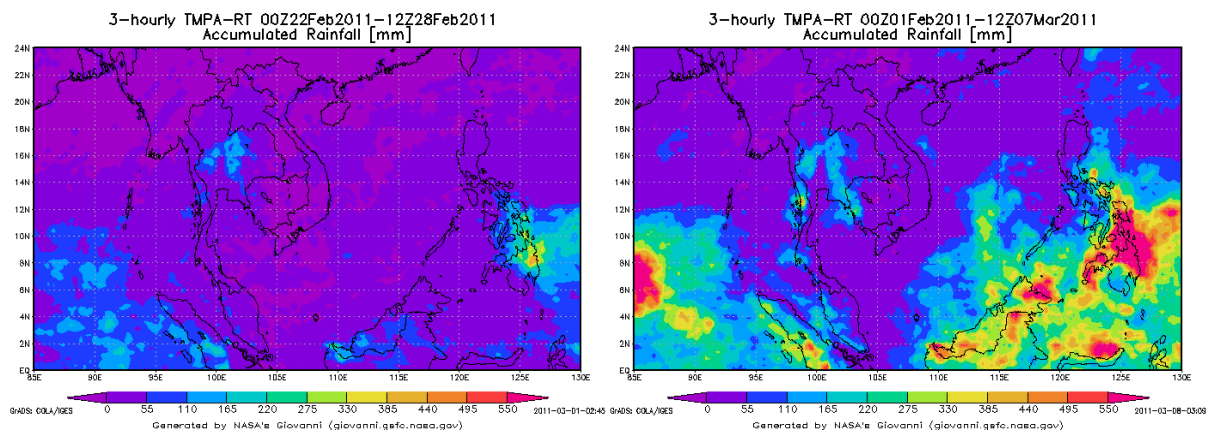 3-hourly TMPA-RT 00Z22Feb2011-12Z28Feb2011
Accumulated Rainfall [mm]
24N
22N
20N
18N
16N
14N
12N
10N
8N
6N
4N
2N
EQ
85E 90E 95E 100E 105E 110E 115E 120E 125E 130E
0 55 110 165 220 275 330 385 440 495 550
GrADS: COLA/IGES 2011-03-01-02:45
Generated by NASA's Giovanni (giovanni.gsfc.nasa.gov)
3-hourly TMPA-RT 00Z01Feb2011-12Z07Mar2011
Accumulated Rainfall [mm]
24N
22N
20N
18N
16N
14N
12N
10N
8N
6N
4N
2N
EQ
85E 90E 95E 100E 105E 110E 115E 120E 125E 130E
0 55 110 165 220 275 330 385 440 495 550
GrADS: COLA/IGES 2011-03-08-03:09
Generated by NASA's Giovanni (giovanni.gsfc.nasa.gov)